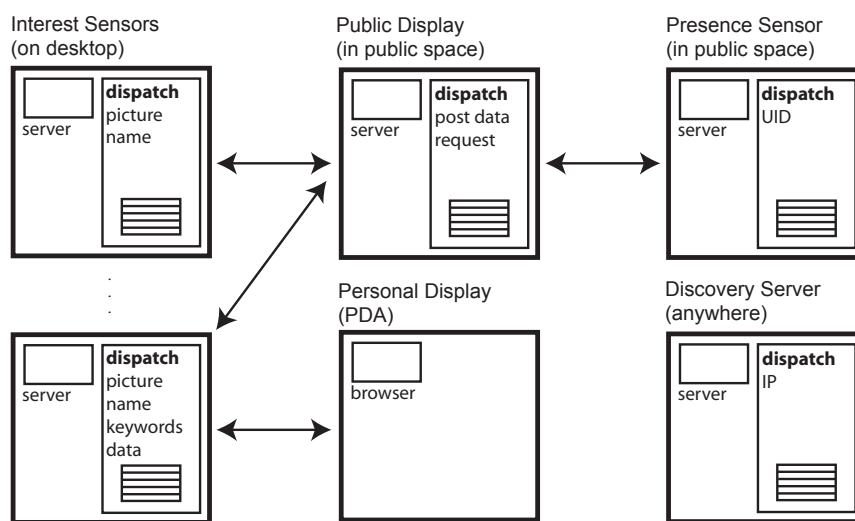 Interest Sensors
(on desktop)
server
dispatch
picture
name
Public Display
(in public space)
server
dispatch
post data
request
Presence Sensor
(in public space)
server
dispatch
UID
server
dispatch
picture
name
keywords
data
Personal Display
(PDA)
browser
Discovery Server
(anywhere)
server
dispatch
IP